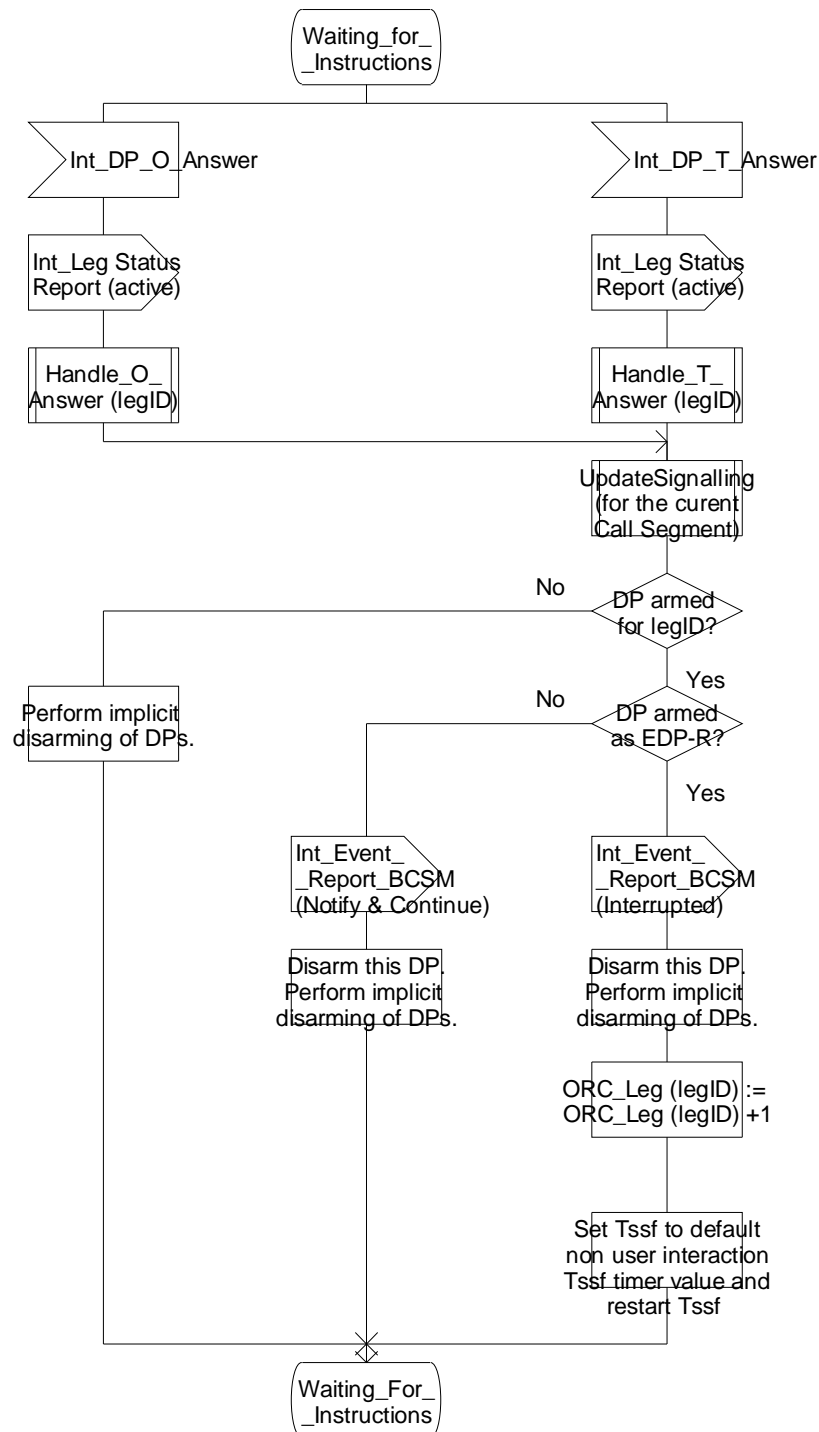 Waiting_for_
_Instructions
Int_DP_O_Answer
Int_DP_T_Answer
Int_Leg Status
Report (active)
Int_Leg Status
Report (active)
Handle_O_
Answer (legID)
Handle_T_
Answer (legID)
UpdateSignalling
(for the curent
Call Segment)
No
DP armed
for legID?
Yes
Perform implicit
disarming of DPs.
No
DP armed
as EDP-R?
Yes
Int_Event_
_Report_BCSM
(Notify & Continue)
Int_Event_
_Report_BCSM
(Interrupted)
Disarm this DP.
Perform implicit
disarming of DPs.
Disarm this DP.
Perform implicit
disarming of DPs.
ORC_Leg (legID) :=
ORC_Leg (legID) +1
Set Tssf to default
non user interaction
Tssf timer value and
restart Tssf
Waiting_For_
_Instructions